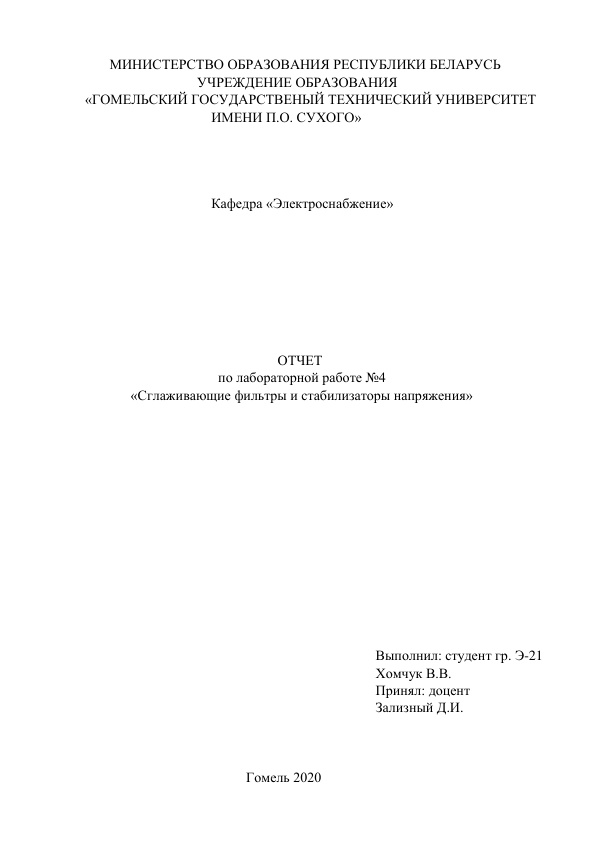 МИНИСТЕРСТВО ОБРАЗОВАНИЯ РЕСПУБЛИКИ БЕЛАРУСЬ
УЧРЕЖДЕНИЕ ОБРАЗОВАНИЯ
«ГОМЕЛЬСКИЙ ГОСУДАРСТВЕНЫЙ ТЕХНИЧЕСКИЙ УНИВЕРСИТЕТ
ИМЕНИ П.О. СУХОГО»
Кафедра «Электроснабжение»
ОТЧЕТ
по лабораторной работе №4
«Сглаживающие фильтры и стабилизаторы напряжения»
Выполнил: студент гр. Э-21
Хомчук В.В.
Принял: доцент
Зализный Д.И.
Гомель 2020